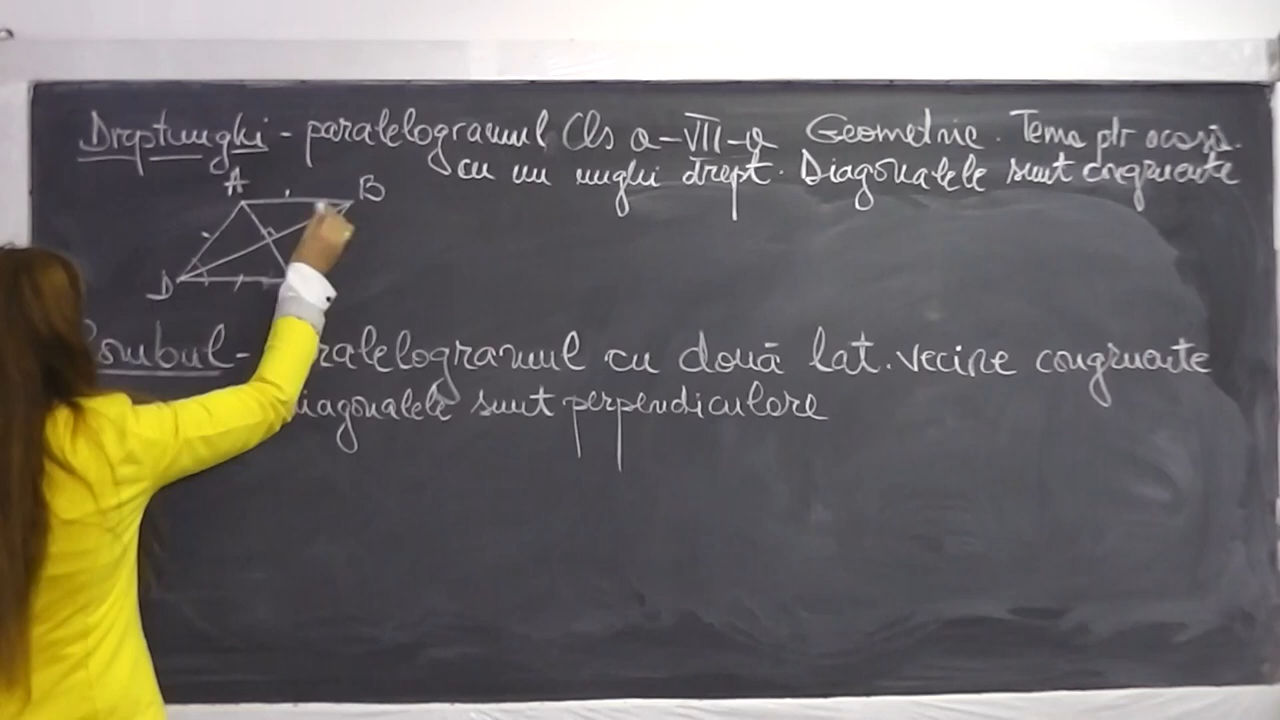 Dreptunghi - paralelogramul Cls a-VII-a Geometrie. Tema ptr acasă.
cu un unghi drept. Diagonalele sunt congruente
A B
D
Rombul - paralelogramul cu două lat. vecine congruente
Diagonalele sunt perpendiculare